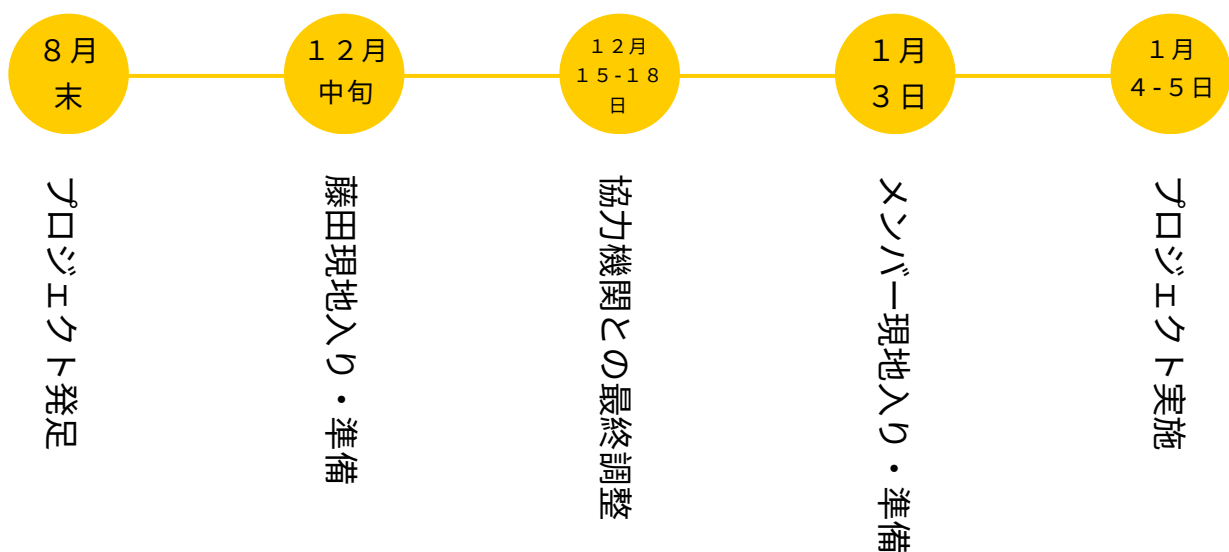 ８月
末
プロジェクト発足
１２月
中旬
藤田現地入り・準備
１２月
１５-１８
日
協力機関との最終調整
１月
３日
メンバー現地入り・準備
１月
４-５日
プロジェクト実施